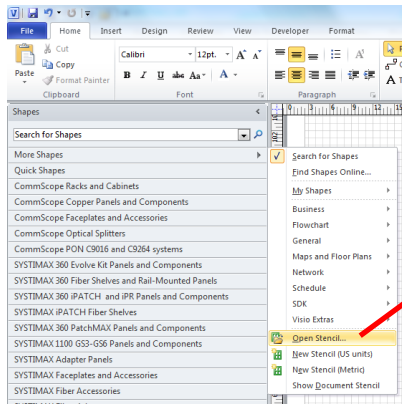 File Home Insert Design Review View Developer Format
Cut
Copy
Paste
Format Painter
Clipboard
Calibri 12pt. A A
B I U abc Aa A
Font
Paragraph
A T
Shapes
Search for Shapes
More Shapes
Quick Shapes
CommScope Racks and Cabinets
CommScope Copper Panels and Components
CommScope Faceplates and Accessories
CommScope Optical Splitters
CommScope PON C9016 and C9264 systems
SYSTIMAX 360 Evolve Kit Panels and Components
SYSTIMAX 360 Fiber Shelves and Rail-Mounted Panels
SYSTIMAX 360 iPATCH and iPR Panels and Components
SYSTIMAX iPATCH Fiber Shelves
SYSTIMAX 360 PatchMAX Panels and Components
SYSTIMAX 1100 GS3-GS6 Panels and Components
SYSTIMAX Adapter Panels
SYSTIMAX Faceplates and Accessories
SYSTIMAX Fiber Accessories
Search for Shapes
Find Shapes Online...
My Shapes
Business
Flowchart
General
Maps and Floor Plans
Network
Schedule
SDK
Visio Extras
Open Stencil...
New Stencil (US units)
New Stencil (Metric)
Show Document Stencil